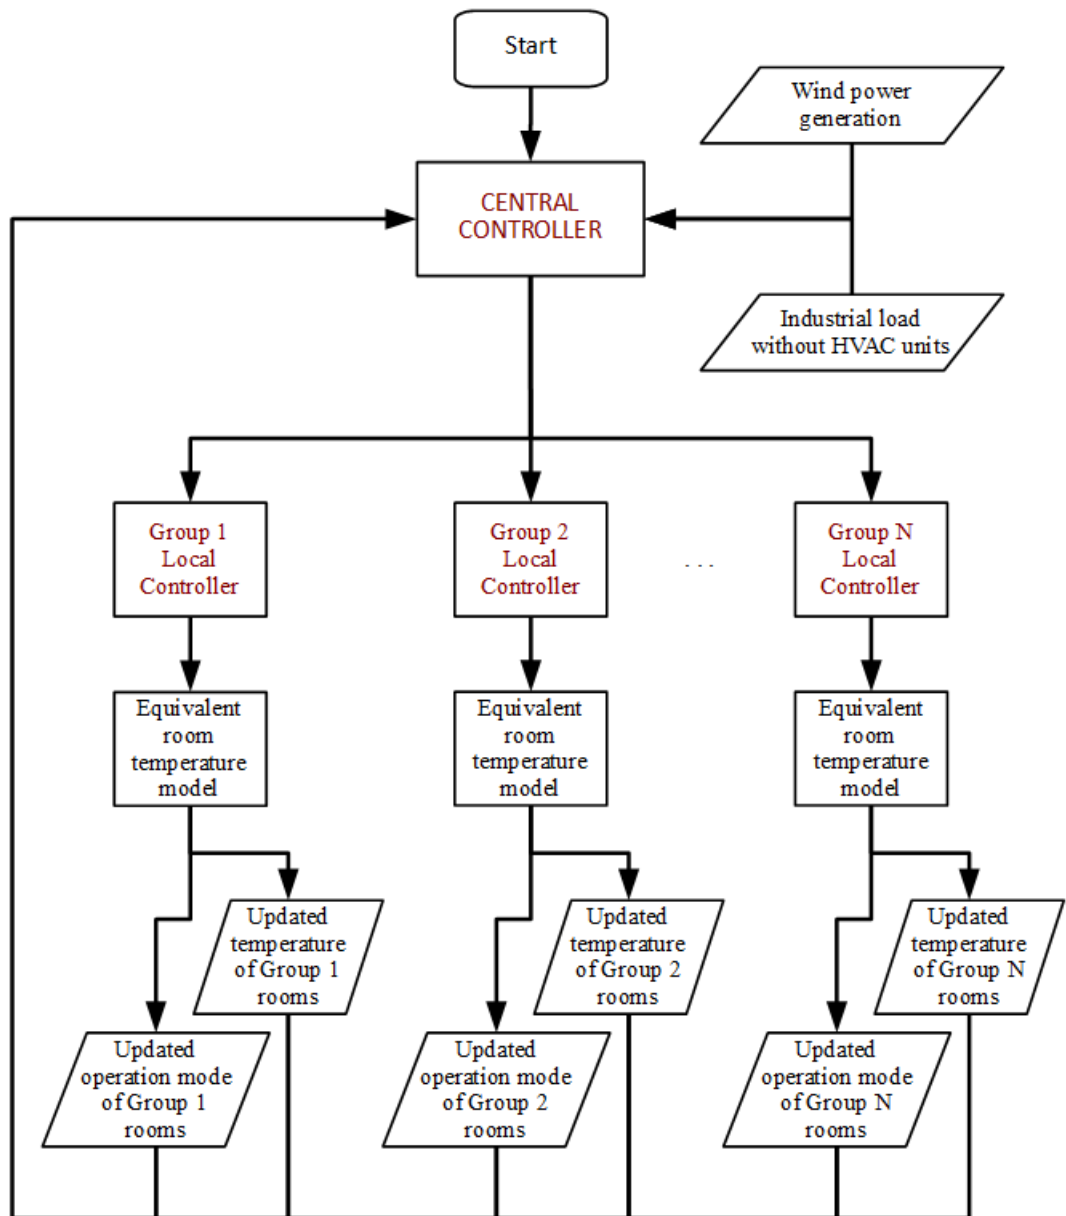 Start
Wind power
generation
CENTRAL
CONTROLLER
Industrial load
without HVAC units
Group 1
Local
Controller
Group 2
Local
Controller
. . .
Group N
Local
Controller
Equivalent
room
temperature
model
Equivalent
room
temperature
model
Equivalent
room
temperature
model
Updated
temperature
of Group 1
rooms
Updated
temperature
of Group 2
rooms
Updated
temperature
of Group N
rooms
Updated
operation mode
of Group 1
rooms
Updated
operation mode
of Group 2
rooms
Updated
operation mode
of Group N
rooms